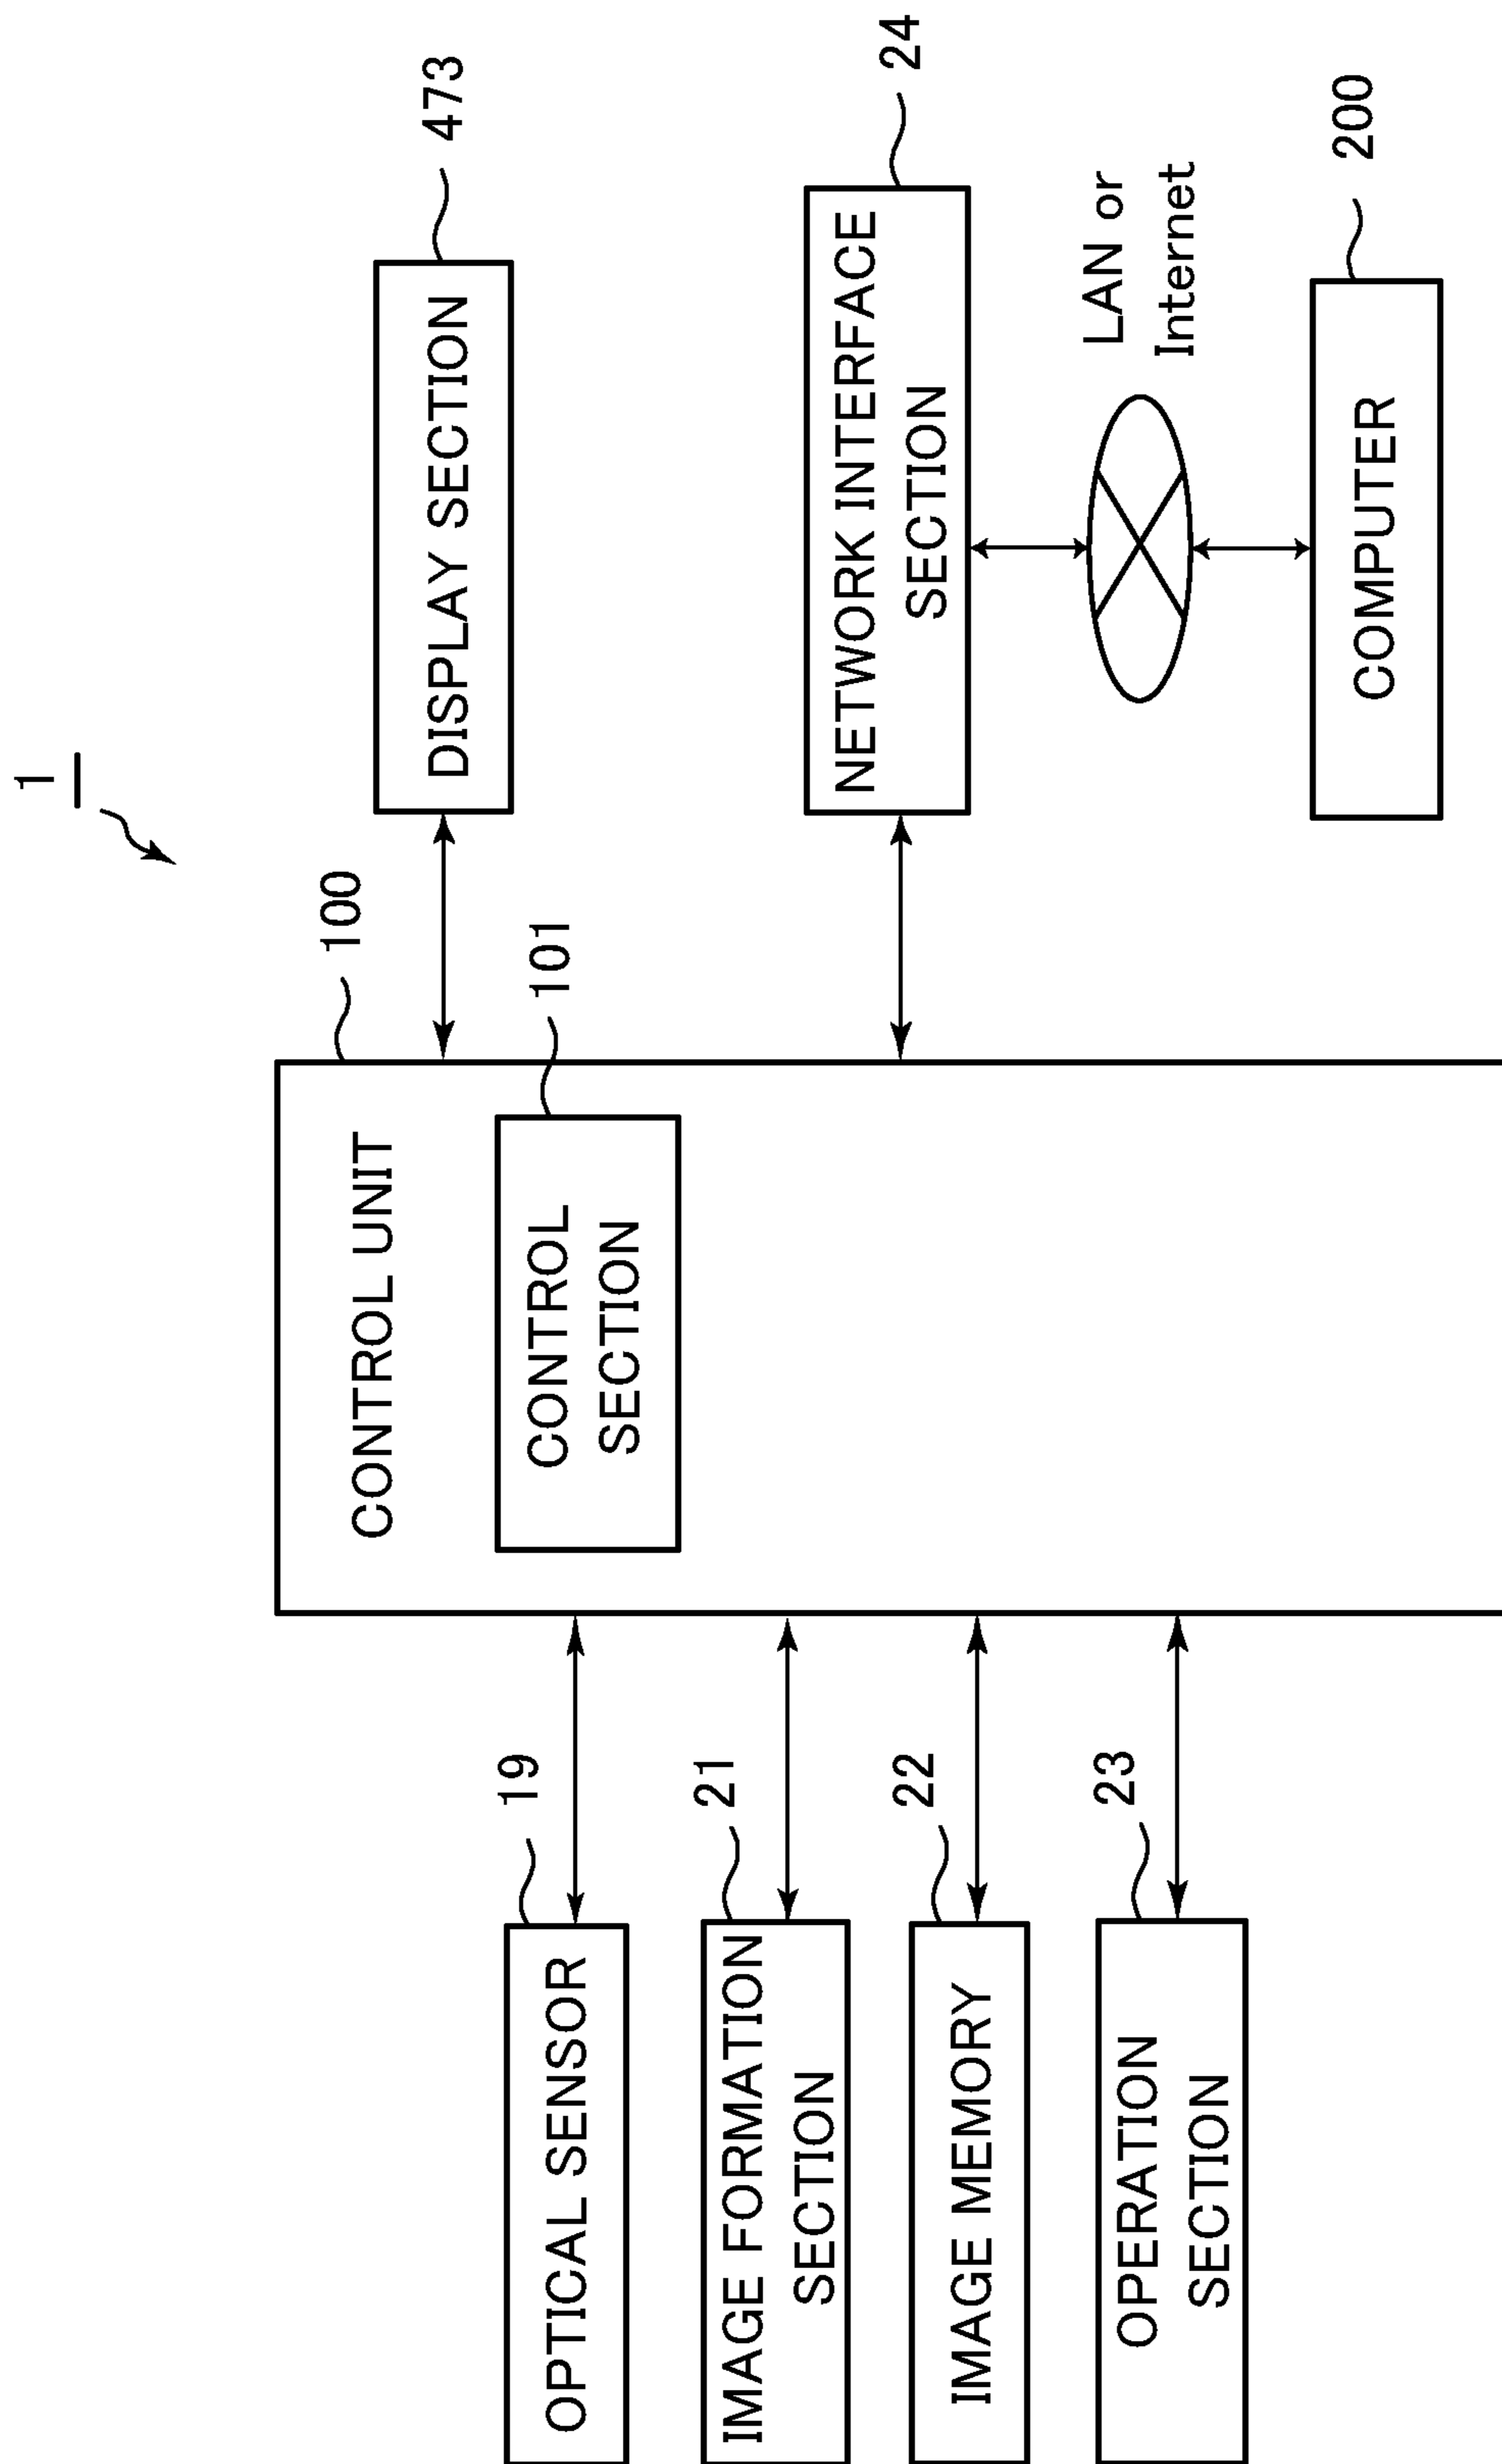 1
100
473
19
OPTICAL SENSOR
CONTROL UNIT
DISPLAY SECTION
101
CONTROL
SECTION
21
IMAGE FORMATION
SECTION
24
NETWORK INTERFACE
SECTION
22
IMAGE MEMORY
LAN or
Internet
23
OPERATION
SECTION
200
COMPUTER